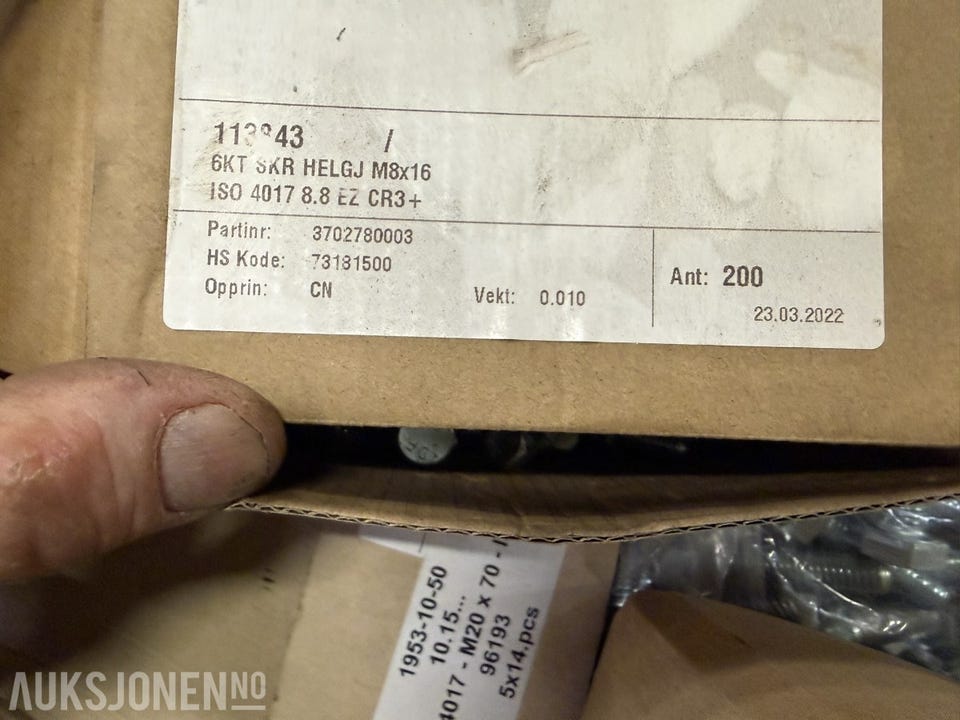 /
6KT SKR HELGJ M8x16
ISO 4017 8.8 EZ CR3+
Partinr: 3702780003
HS Kode: 73181500
Opprin: CN
Vekt: 0.010
Ant: 200
23.03.2022
1953-10-50
10.15...
4017 - M20 x 70 -
96193
5x14.pcs
AUKSJONEN.NO